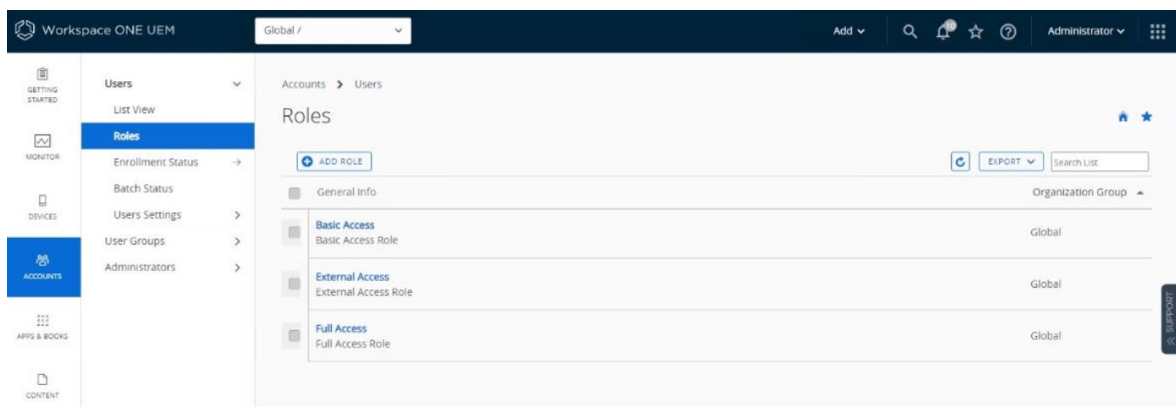 Workspace ONE UEM
Global /
Add
10
Administrator
GETTING
STARTED
MONITOR
DEVICES
ACCOUNTS
APPS & BOOKS
CONTENT
Users
List View
Roles
Enrollment Status
Batch Status
Users Settings
User Groups
Administrators
Accounts > Users
Roles
ADD ROLE
EXPORT
Search List
General Info
Organization Group
Basic Access
Basic Access Role
Global
External Access
External Access Role
Global
Full Access
Full Access Role
Global
SUPPORT